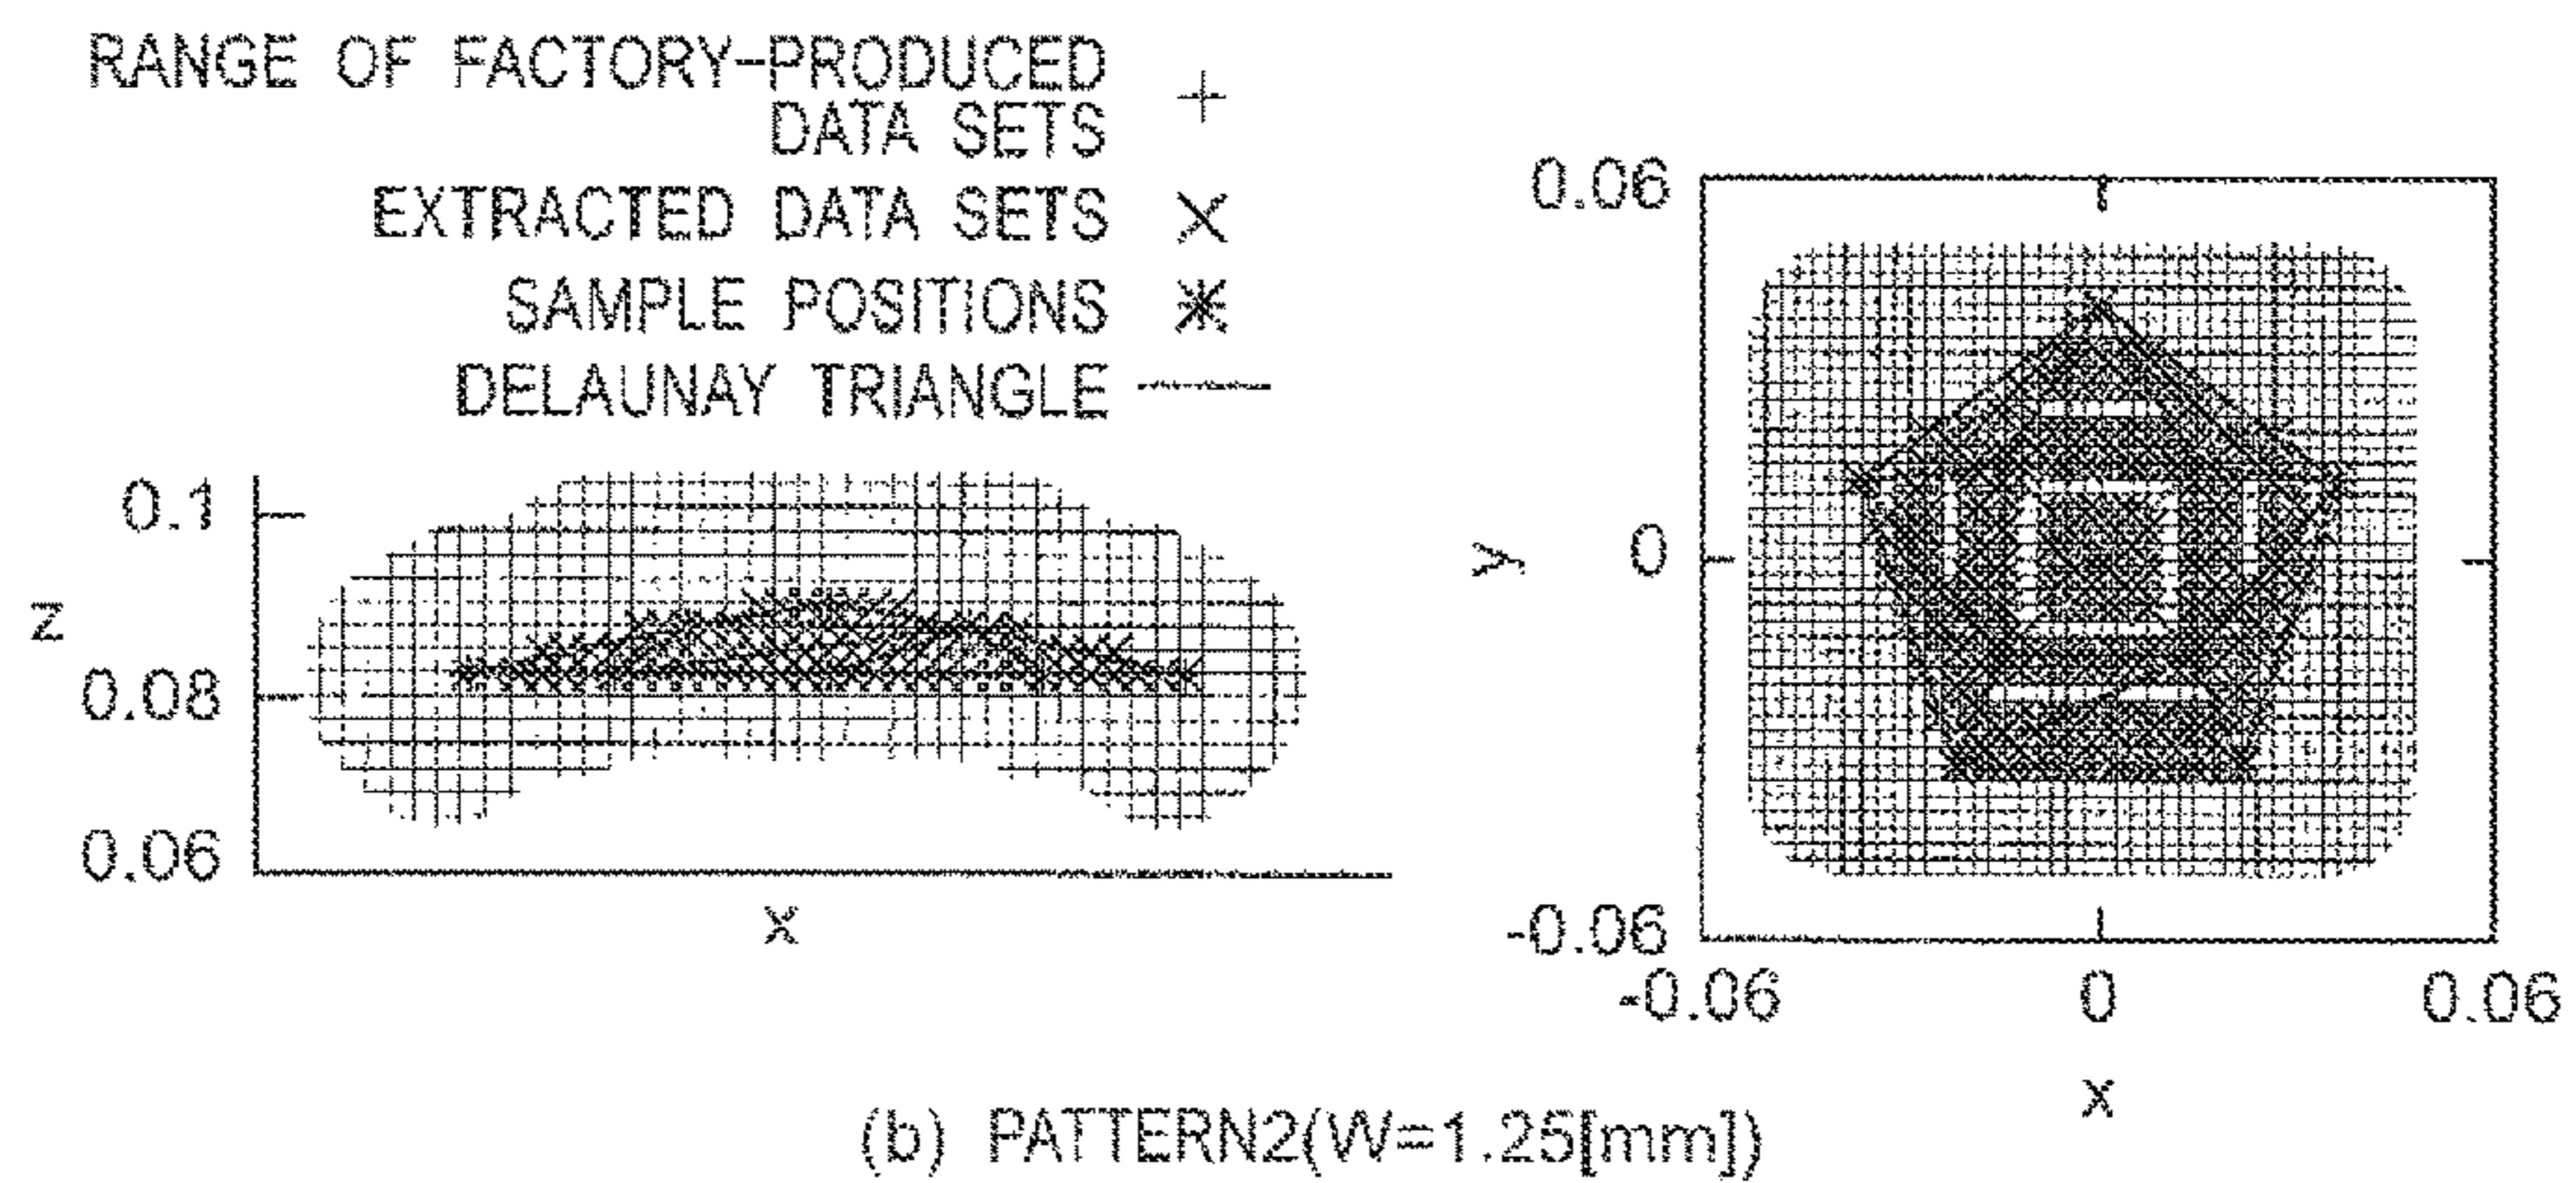 RANGE OF FACTORY-PRODUCED
DATA SETS
EXTRACTED DATA SETS
SAMPLE POSITIONS
DELAUNAY TRIANGLE
0.1
z
0.08
0.06
x
0.06
y
0
-0.06
-0.06
0
0.06
x
(b) PATTERN2(W=1.25[mm])